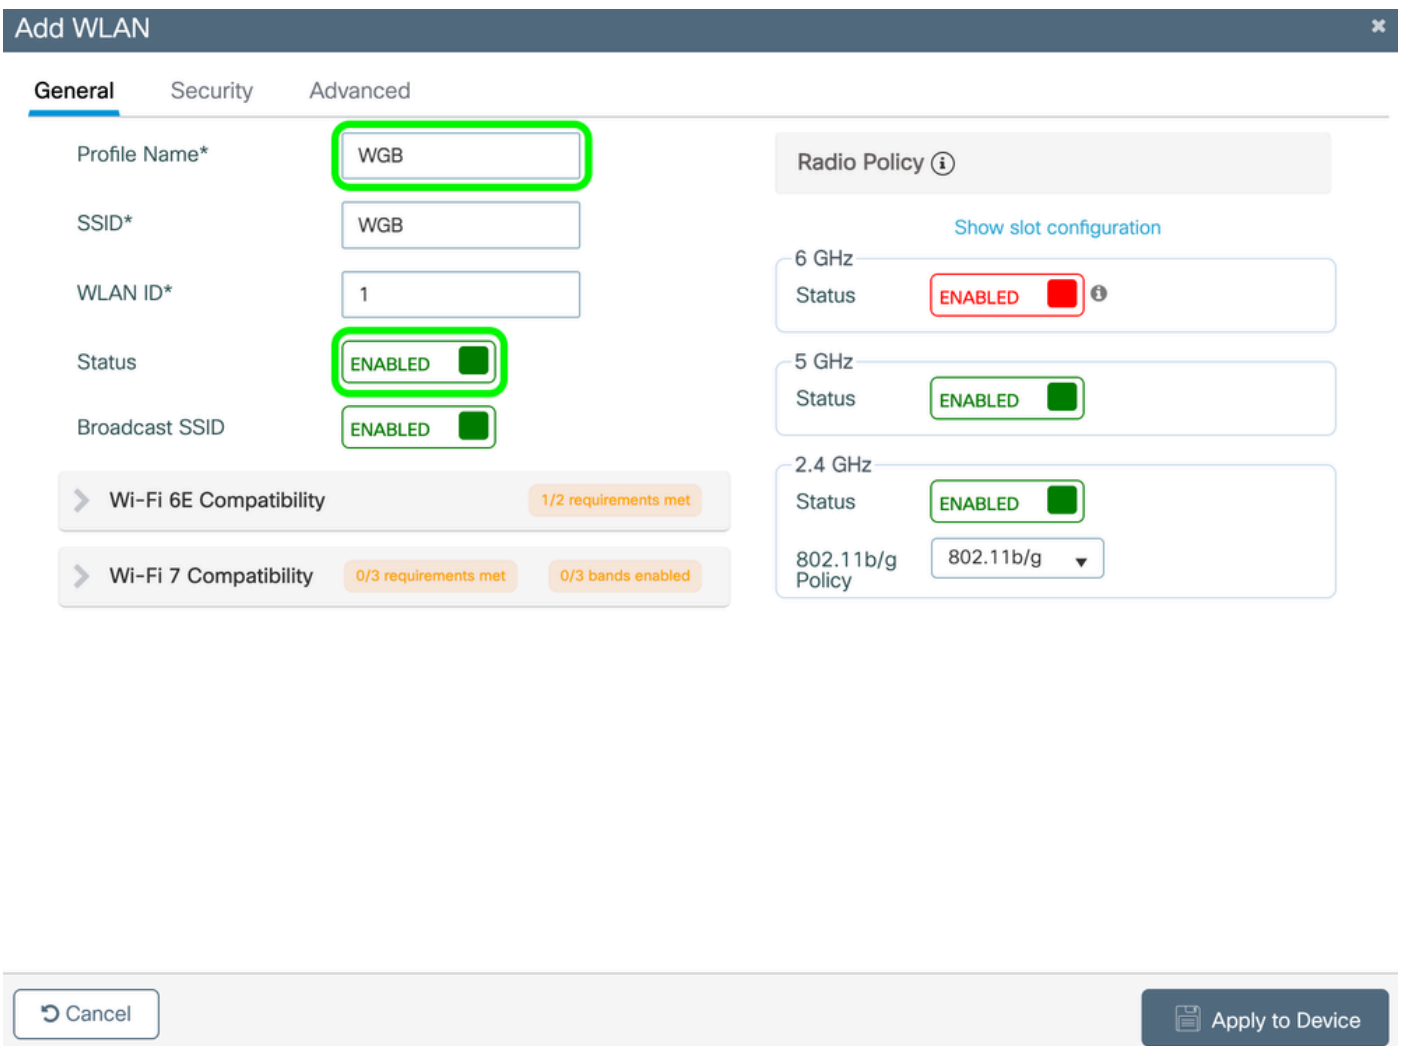 Add WLAN
General Security Advanced
Profile Name* WGB
SSID* WGB
WLAN ID* 1
Status ENABLED
Broadcast SSID ENABLED
Wi-Fi 6E Compatibility 1/2 requirements met
Wi-Fi 7 Compatibility 0/3 requirements met 0/3 bands enabled
Radio Policy
Show slot configuration
6 GHz
Status ENABLED
5 GHz
Status ENABLED
2.4 GHz
Status ENABLED
802.11b/g 802.11b/g
Policy
Cancel Apply to Device